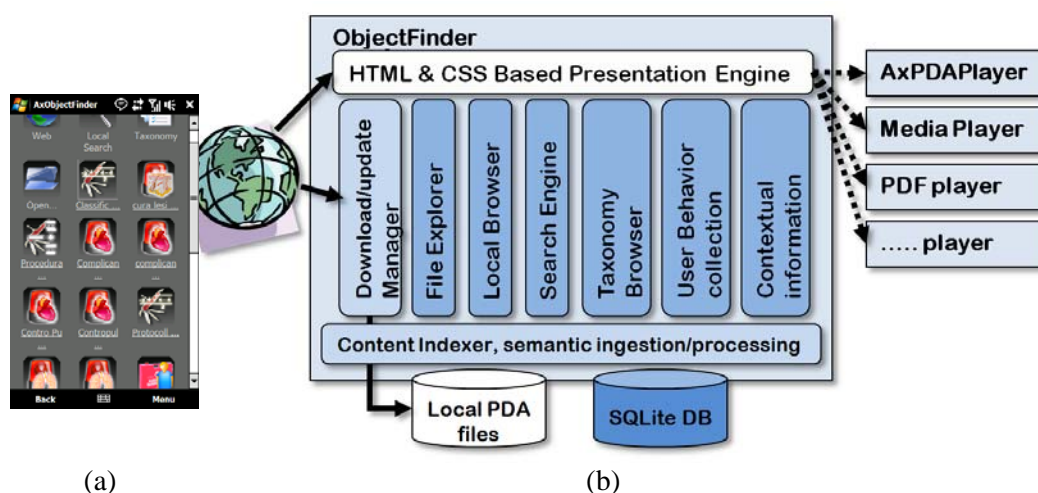 AxObjectFinder
Web
Local
Search
Taxonomy
Open...
Classific ...
cura lesi ...
Procedura
...
Complican
...
complican
...
Contro Pu
...
Contropul
...
Protocoll ...
Back
Menu
(a)
ObjectFinder
HTML & CSS Based Presentation Engine
Download/update
Manager
File Explorer
Local Browser
Search Engine
Taxonomy
Browser
User Behavior
collection
Contextual
information
Content Indexer, semantic ingestion/processing
Local PDA
files
SQLite DB
AxPDAPlayer
Media Player
PDF player
..... player
(b)